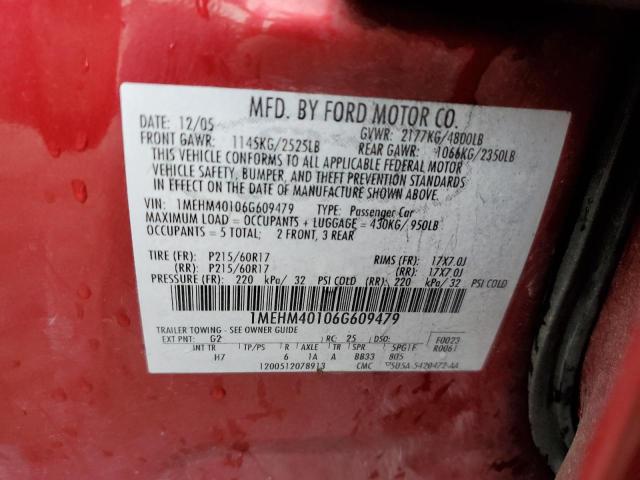 MFD. BY FORD MOTOR CO.
DATE: 12/05 GVWR: 2177KG/4800LB
FRONT GAWR: 1145KG/2525LB REAR GAWR: 1066KG/2350LB
THIS VEHICLE CONFORMS TO ALL APPLICABLE FEDERAL MOTOR
VEHICLE SAFETY, BUMPER, AND THEFT PREVENTION STANDARDS
IN EFFECT ON THE DATE OF MANUFACTURE SHOWN ABOVE.
VIN: 1MEHM40106G609479 TYPE: Passenger Car
MAXIMUM LOAD = OCCUPANTS + LUGGAGE = 430KG/950LB
OCCUPANTS = 5 TOTAL: 2 FRONT, 3 REAR
TIRE (FR): P215/60R17 RIMS (FR): 17X7.0J
(RR): P215/60R17 (RR): 17X7.0J
PRESSURE (FR): 220 kPa/ 32 PSI COLD (RR): 220 kPa/ 32 PSI COLD
1MEHM40106G609479
TRAILER TOWING - SEE OWNER GUIDE
EXT PNT: G2 RC: 25 DSO: F0023
INT TR TP/PS R AXLE TR SPR R0061
H7 6 1A A BB33 805
1200512078913 CMC